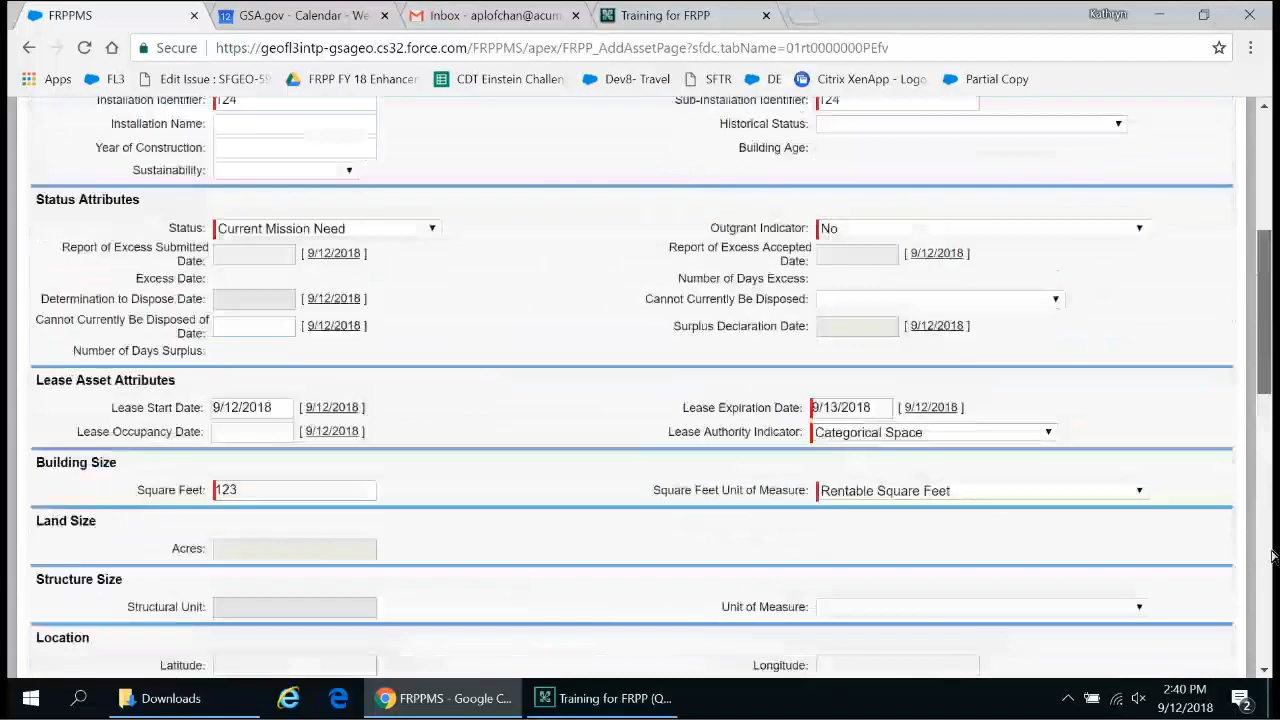 FRPPMS GSA.gov - Calendar - We Inbox - aplofchan@acum Training for FRPP Kathryn
Secure https://geofl3intp-gsageo.cs32.force.com/FRPPMS/apex/FRPP_AddAssetPage?sfdc.tabName=01rt0000000PEfv
Apps FL3 Edit Issue : SFGEO-59 FRPP FY 18 Enhancer CDT Einstein Challen Dev8- Travel SFTR DE Citrix XenApp - Logo Partial Copy
Installation Identifier: 124 Sub-Installation Identifier: 124
Installation Name: Historical Status:
Year of Construction: Building Age:
Sustainability:
Status Attributes
Status: Current Mission Need Outgrant Indicator: No
Report of Excess Submitted Date: [ 9/12/2018 ] Report of Excess Accepted Date: [ 9/12/2018 ]
Excess Date: Number of Days Excess:
Determination to Dispose Date: [ 9/12/2018 ] Cannot Currently Be Disposed:
Cannot Currently Be Disposed of Date: [ 9/12/2018 ] Surplus Declaration Date: [ 9/12/2018 ]
Number of Days Surplus:
Lease Asset Attributes
Lease Start Date: 9/12/2018 [ 9/12/2018 ] Lease Expiration Date: 9/13/2018 [ 9/12/2018 ]
Lease Occupancy Date: [ 9/12/2018 ] Lease Authority Indicator: Categorical Space
Building Size
Square Feet: 123 Square Feet Unit of Measure: Rentable Square Feet
Land Size
Acres:
Structure Size
Structural Unit: Unit of Measure:
Location
Latitude: Longitude:
Downloads FRPPMS - Google C... Training for FRPP (Q... 2:40 PM
9/12/2018 2